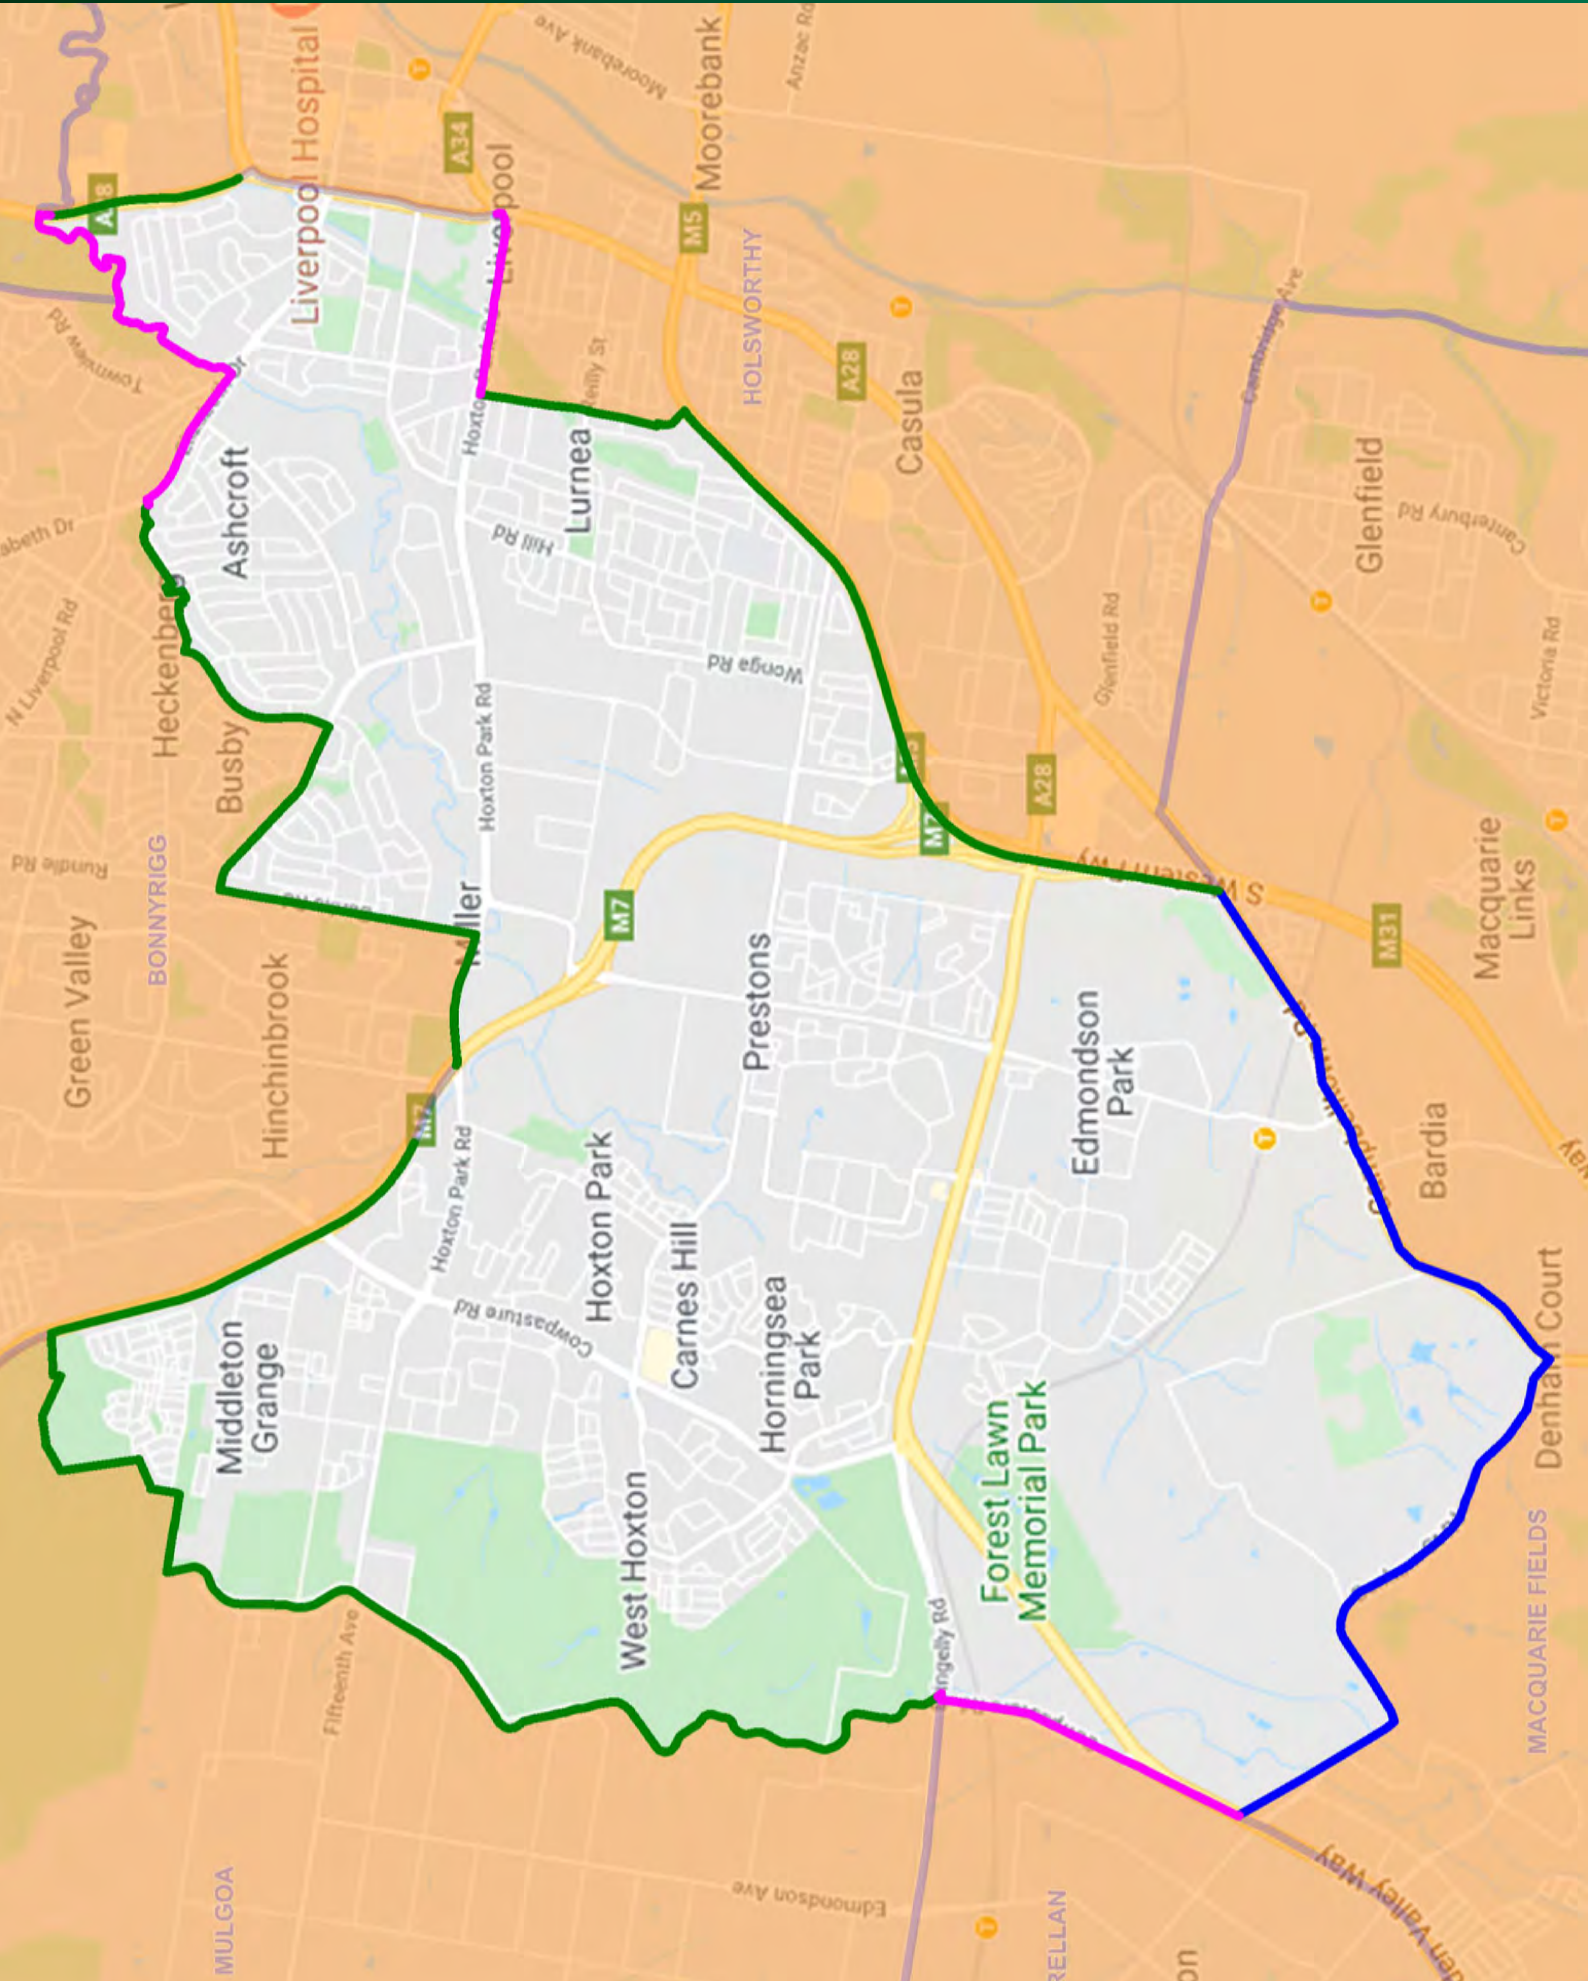 Moorebank Ave
Anzac Rd
Moorebank
Liverpool Hospital
A34
Liverpool
M5
HOLSWORTHY
A28
Casula
Cambridge Ave
Glenfield
Canterbury Rd
Townview Rd
Ashcroft
Lurnea
Hill Rd
Heckenberg
N Liverpool Rd
Busby
Wonga Rd
Glenfield Rd
Victoria Rd
Hoxton Park Rd
BONNYRIGG
Rundle Rd
Green Valley
Hinchinbrook
Miller
M7
M7
A28
S Western Fwy
M31
Macquarie
Links
Prestons
Edmondson
Park
Bardia
M7
Hoxton Park Rd
Hoxton Park
Cowpasture Rd
Carnes Hill
Horningsea
Park
Middleton
Grange
West Hoxton
Forest Lawn
Memorial Park
Denham Court
MACQUARIE FIELDS
Fifteenth Ave
Edmondson Ave
MULGOA